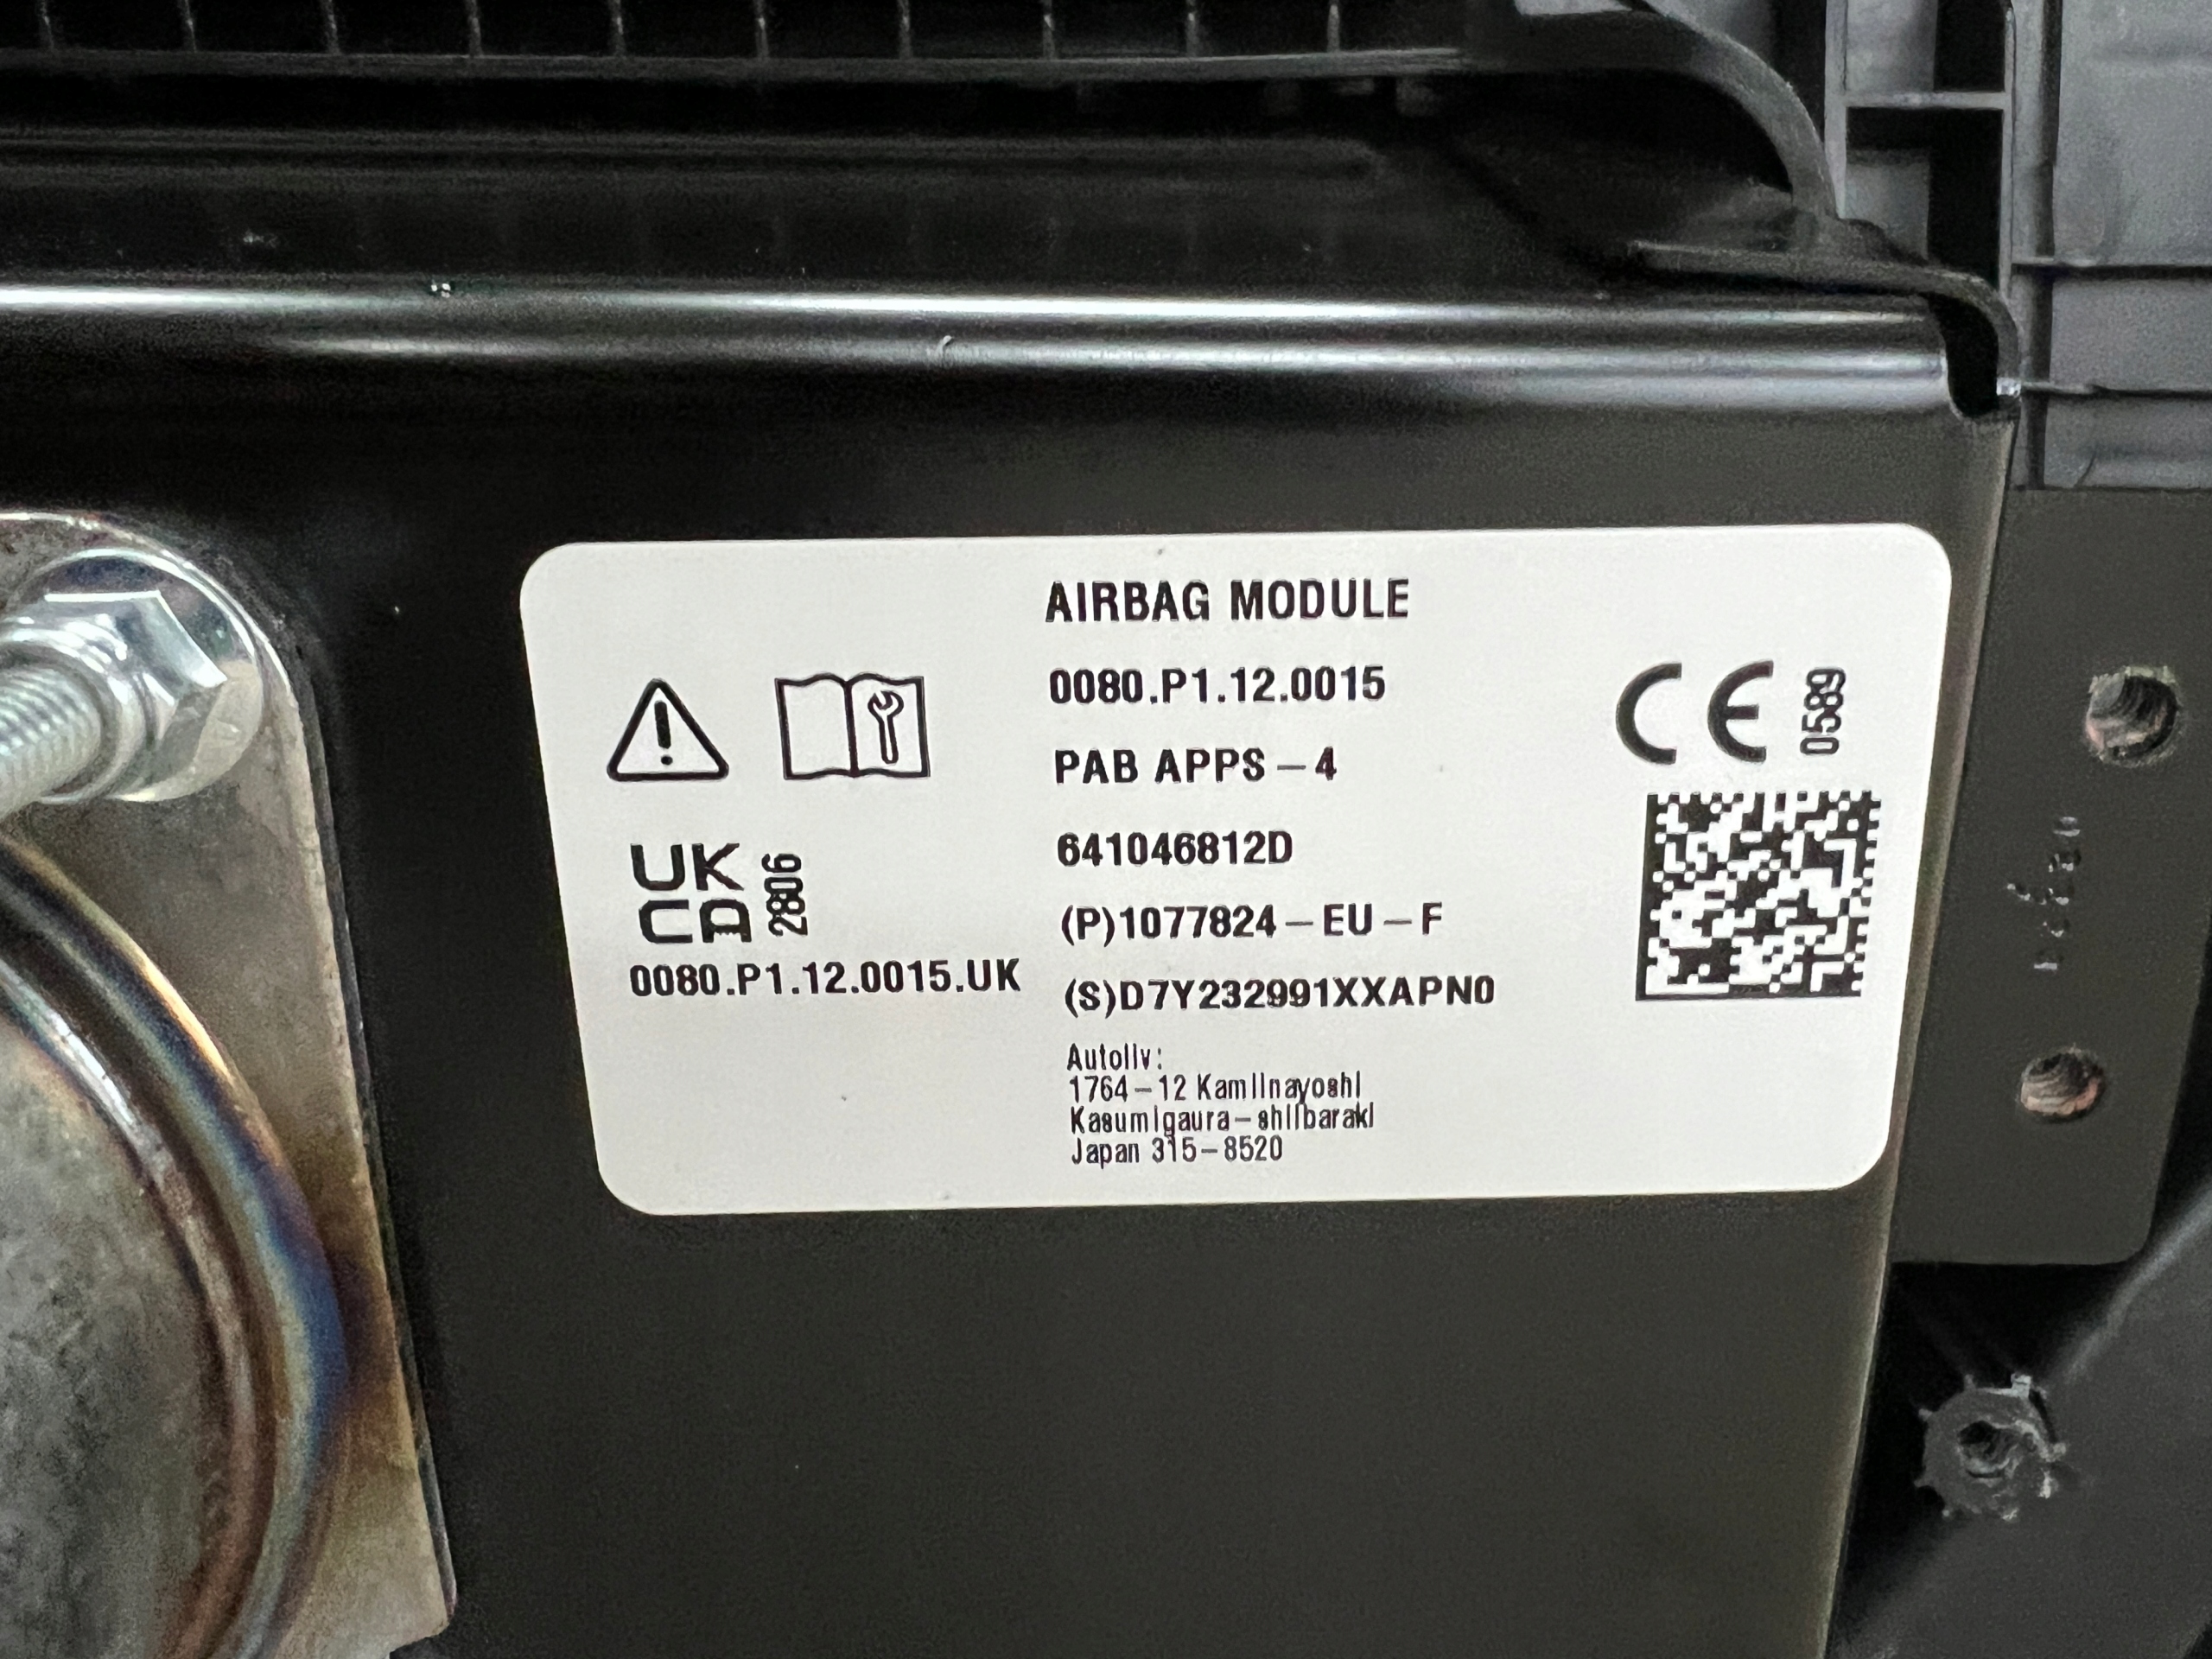 AIRBAG MODULE
0080.P1.12.0015
PAB APPS-4
641046812D
(P)1077824-EU-F
(S)D7Y232991XXAPN0
Autoliv:
1764-12 Kamiinayoshi
Kasumigaura-shiIbaraki
Japan 315-8520
UK
CA
2806
0080.P1.12.0015.UK
CE
0589